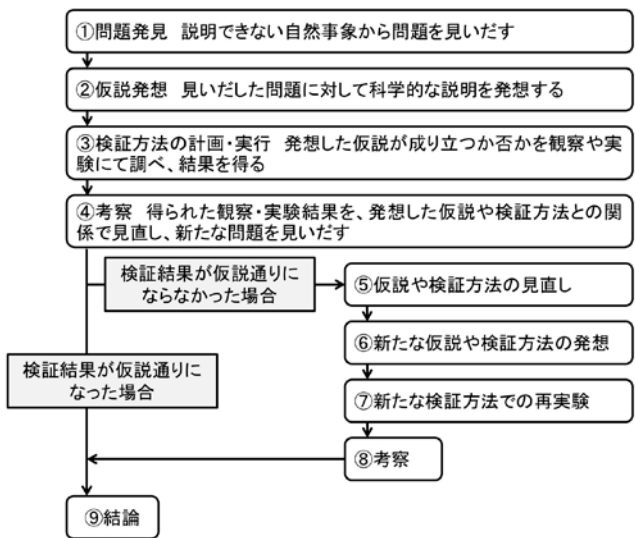 ①問題発見 説明できない自然事象から問題を見いだす
②仮説発想 見いだした問題に対して科学的な説明を発想する
③検証方法の計画・実行 発想した仮説が成り立つか否かを観察や実
験にて調べ、結果を得る
④考察 得られた観察・実験結果を、発想した仮説や検証方法との関
係で見直し、新たな問題を見いだす
検証結果が仮説通りに
ならなかった場合
⑤仮説や検証方法の見直し
⑥新たな仮説や検証方法の発想
検証結果が仮説通りに
なった場合
⑦新たな検証方法での再実験
⑧考察
⑨結論